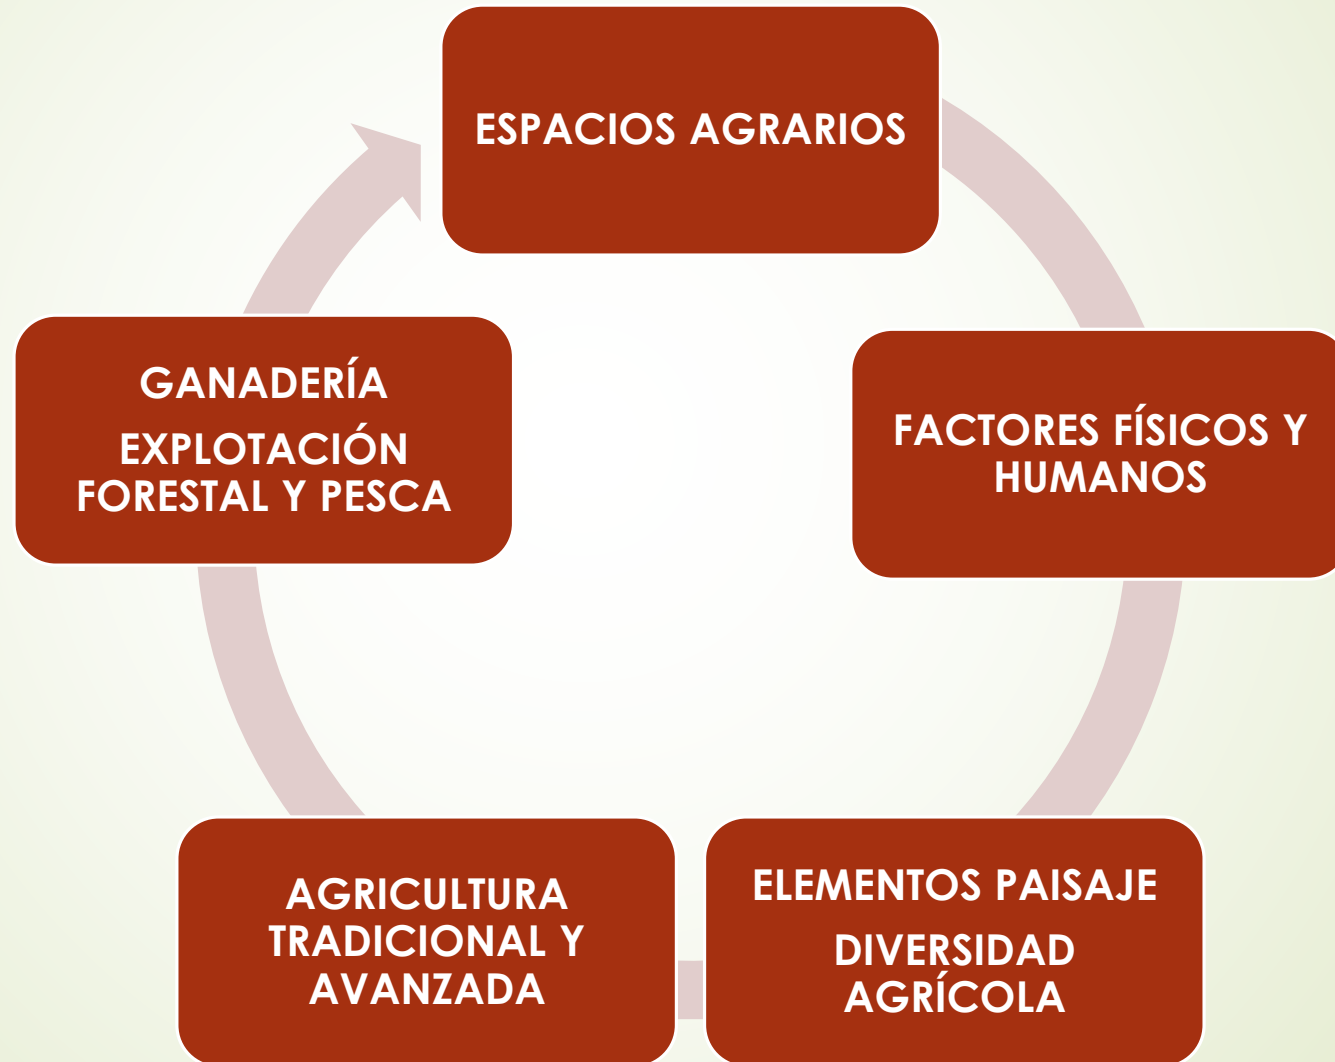 ESPACIOS AGRARIOS
FACTORES FÍSICOS Y
HUMANOS
ELEMENTOS PAISAJE
DIVERSIDAD
AGRÍCOLA
AGRICULTURA
TRADICIONAL Y
AVANZADA
GANADERÍA
EXPLOTACIÓN
FORESTAL Y PESCA